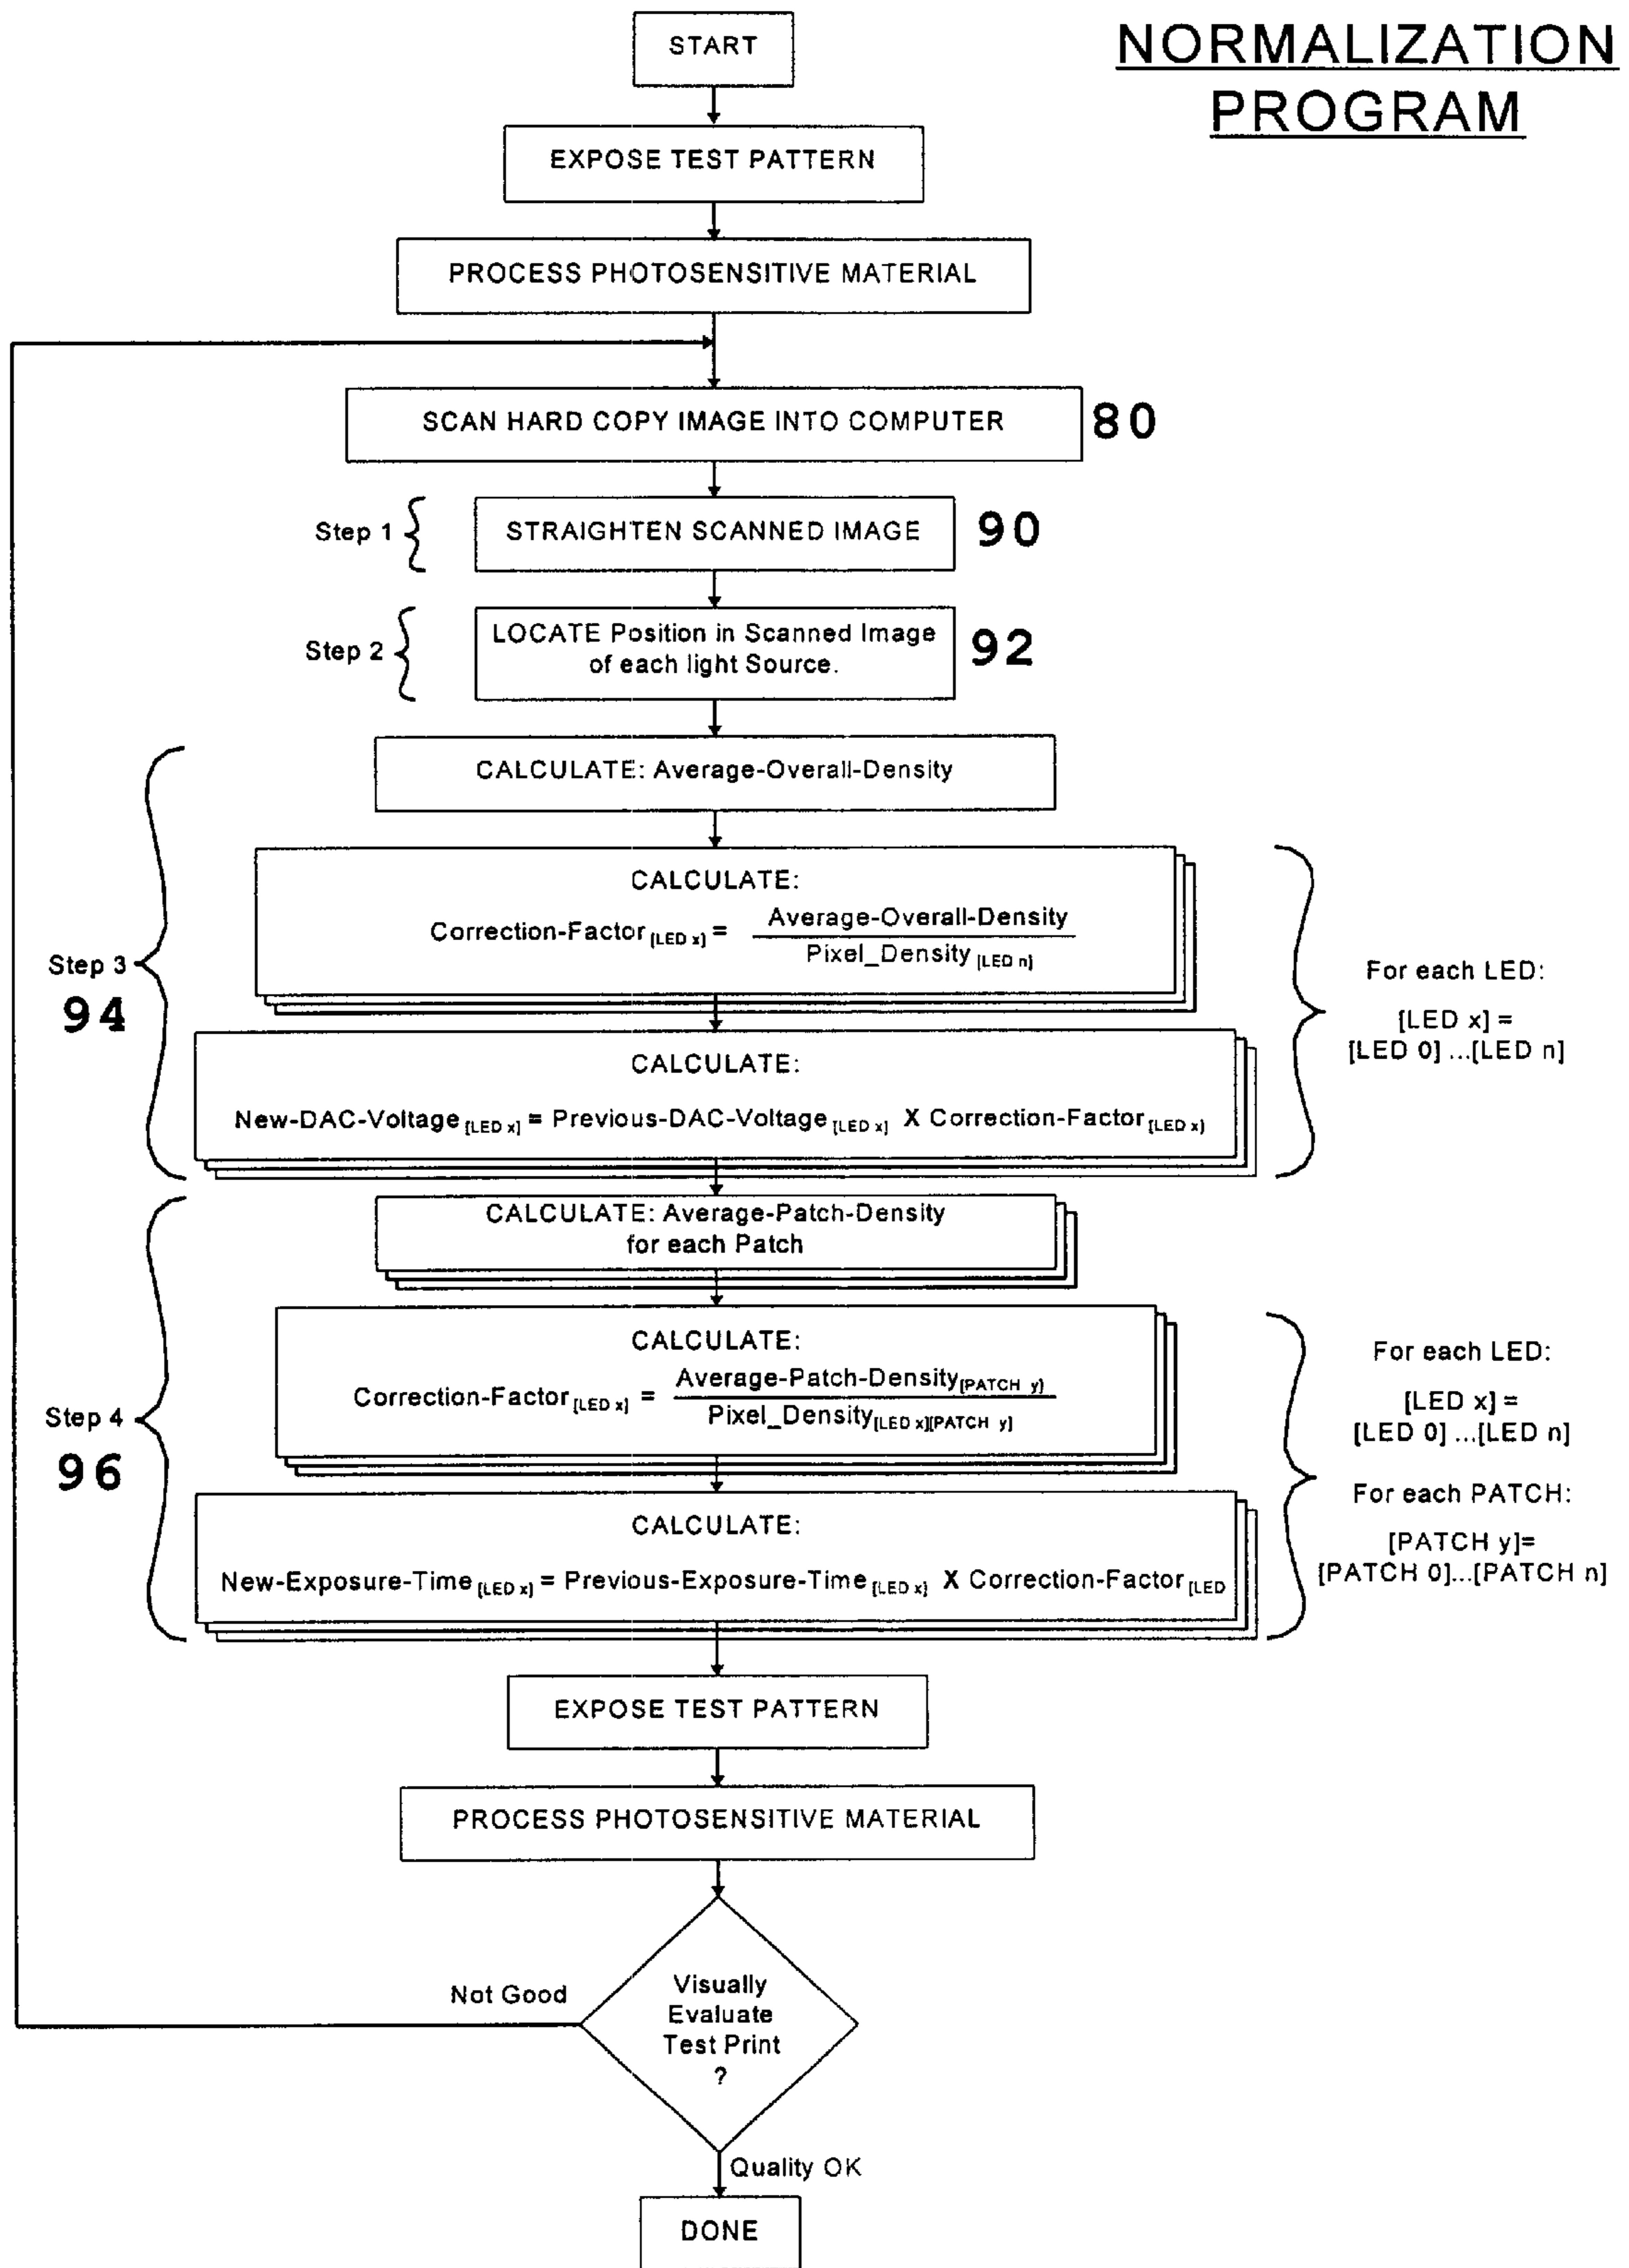 NORMALIZATION
PROGRAM
START
EXPOSE TEST PATTERN
PROCESS PHOTOSENSITIVE MATERIAL
SCAN HARD COPY IMAGE INTO COMPUTER
80
Step 1
STRAIGHTEN SCANNED IMAGE
90
Step 2
LOCATE Position in Scanned Image
of each light Source.
92
CALCULATE: Average-Overall-Density
CALCULATE:
Correction-Factor [LED x] = Average-Overall-Density
Pixel_Density [LED n]
Step 3
94
For each LED:
[LED x] =
[LED 0] ...[LED n]
CALCULATE:
New-DAC-Voltage [LED x] = Previous-DAC-Voltage [LED x] X Correction-Factor [LED x]
CALCULATE: Average-Patch-Density
for each Patch
CALCULATE:
Correction-Factor [LED x] = Average-Patch-Density [PATCH y]
Pixel_Density [LED x][PATCH y]
Step 4
96
For each LED:
[LED x] =
[LED 0] ...[LED n]
For each PATCH:
[PATCH y]=
[PATCH 0]...[PATCH n]
CALCULATE:
New-Exposure-Time [LED x] = Previous-Exposure-Time [LED x] X Correction-Factor [LED
EXPOSE TEST PATTERN
PROCESS PHOTOSENSITIVE MATERIAL
Not Good
Visually
Evaluate
Test Print
?
Quality OK
DONE